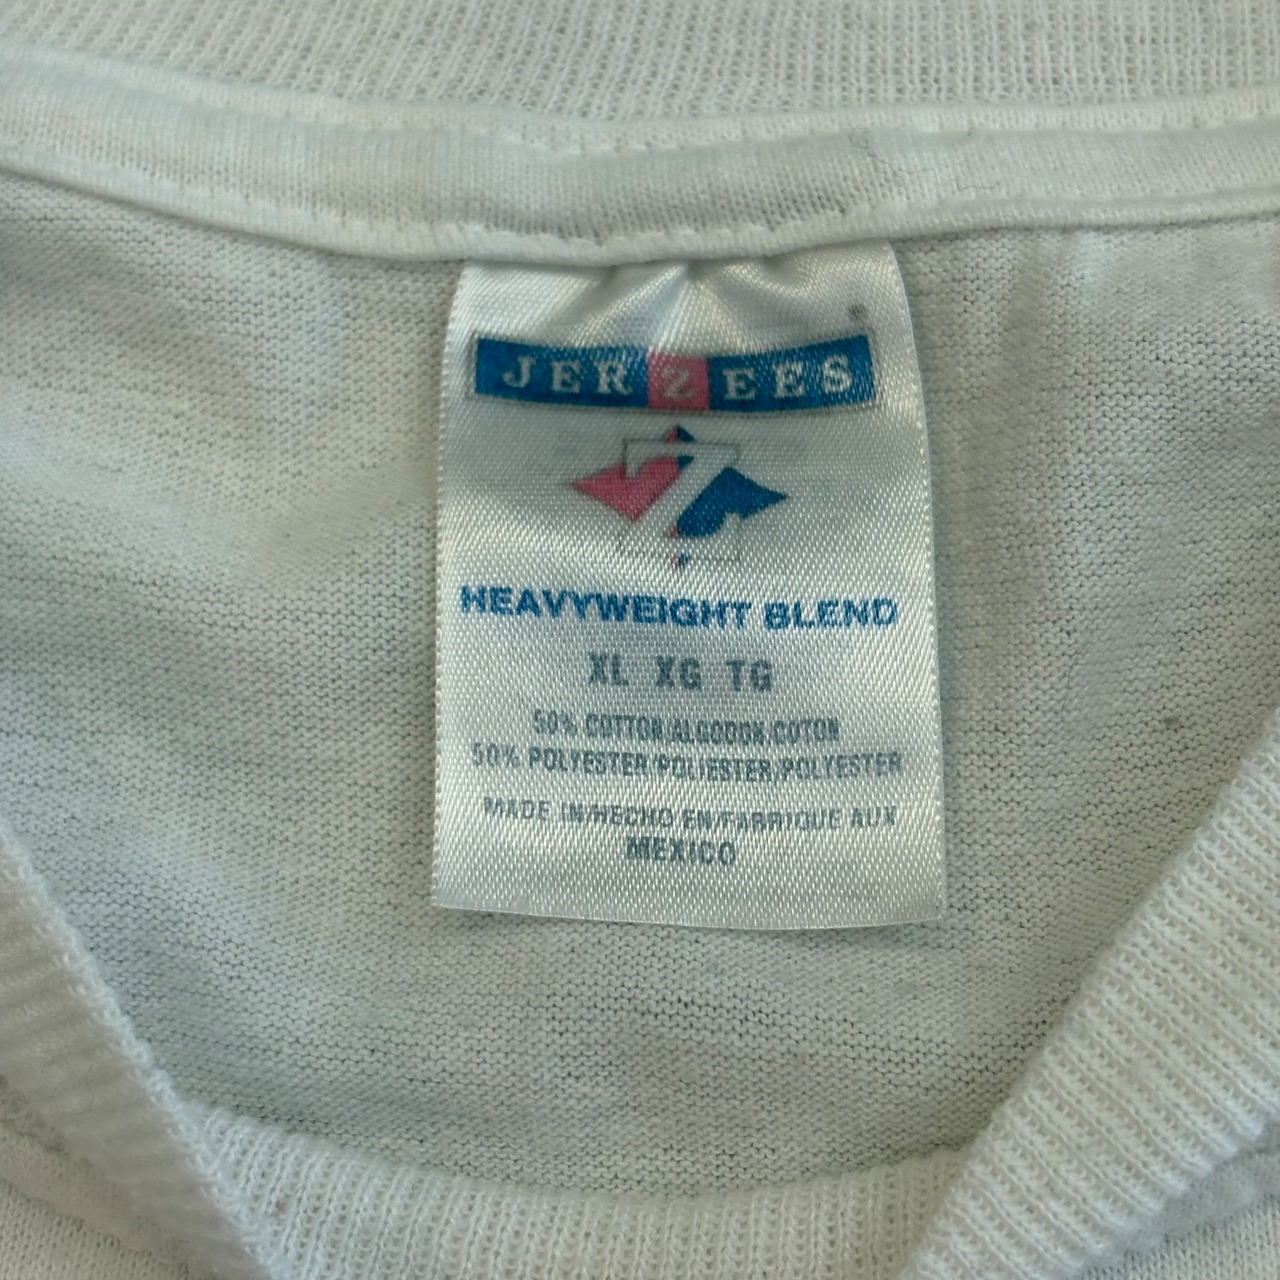 JERZEES
Z
HEAVYWEIGHT BLEND
XL XG TG
50% COTTON/ALGODON/COTON
50% POLYESTER/POLIESTER/POLYESTER
MADE IN/HECHO EN/FABRIQUE AUX
MEXICO